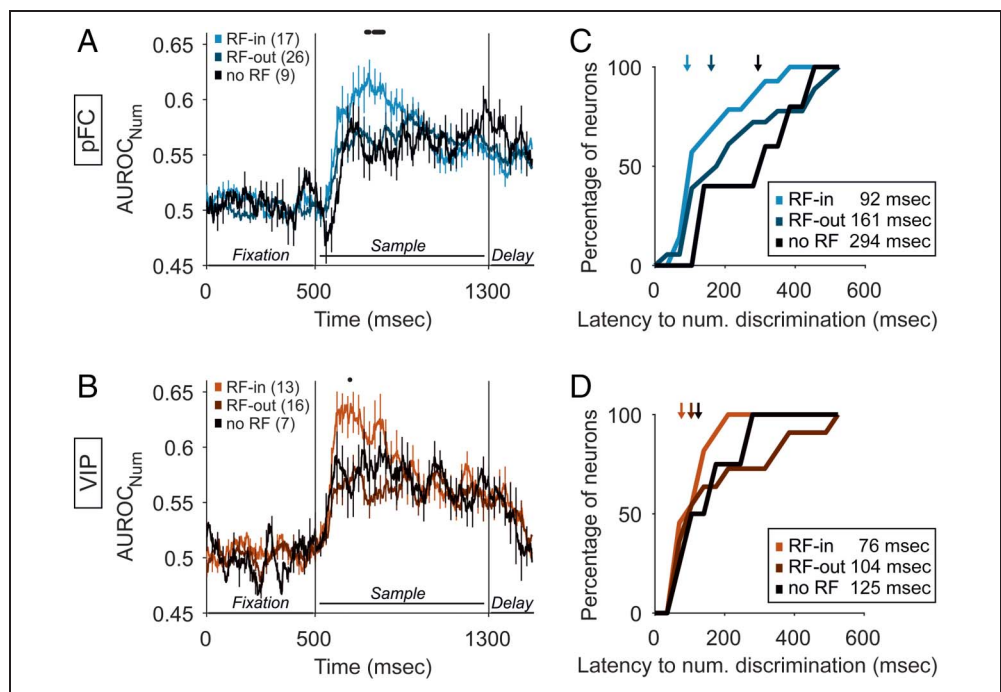 A
pFC
AUROCNum
0.65
0.6
0.55
0.5
0.45
RF-in (17)
RF-out (26)
no RF (9)
Fixation
Sample
Delay
0
500
1300
Time (msec)
C
Percentage of neurons
100
50
0
RF-in 92 msec
RF-out 161 msec
no RF 294 msec
0
200
400
600
Latency to num. discrimination (msec)
B
VIP
AUROCNum
0.65
0.6
0.55
0.5
0.45
RF-in (13)
RF-out (16)
no RF (7)
Fixation
Sample
Delay
0
500
1300
Time (msec)
D
Percentage of neurons
100
50
0
RF-in 76 msec
RF-out 104 msec
no RF 125 msec
0
200
400
600
Latency to num. discrimination (msec)